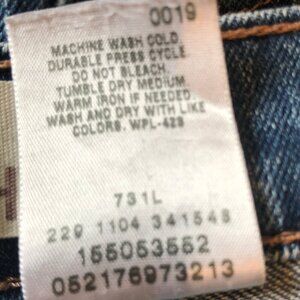 0019
MACHINE WASH COLD.
DURABLE PRESS CYCLE
DO NOT BLEACH.
TUMBLE DRY MEDIUM
WARM IRON IF NEEDED
WASH AND DRY WITH LIKE
COLORS. WPL-423
731L
229 1104 341548
155053552
052176973213